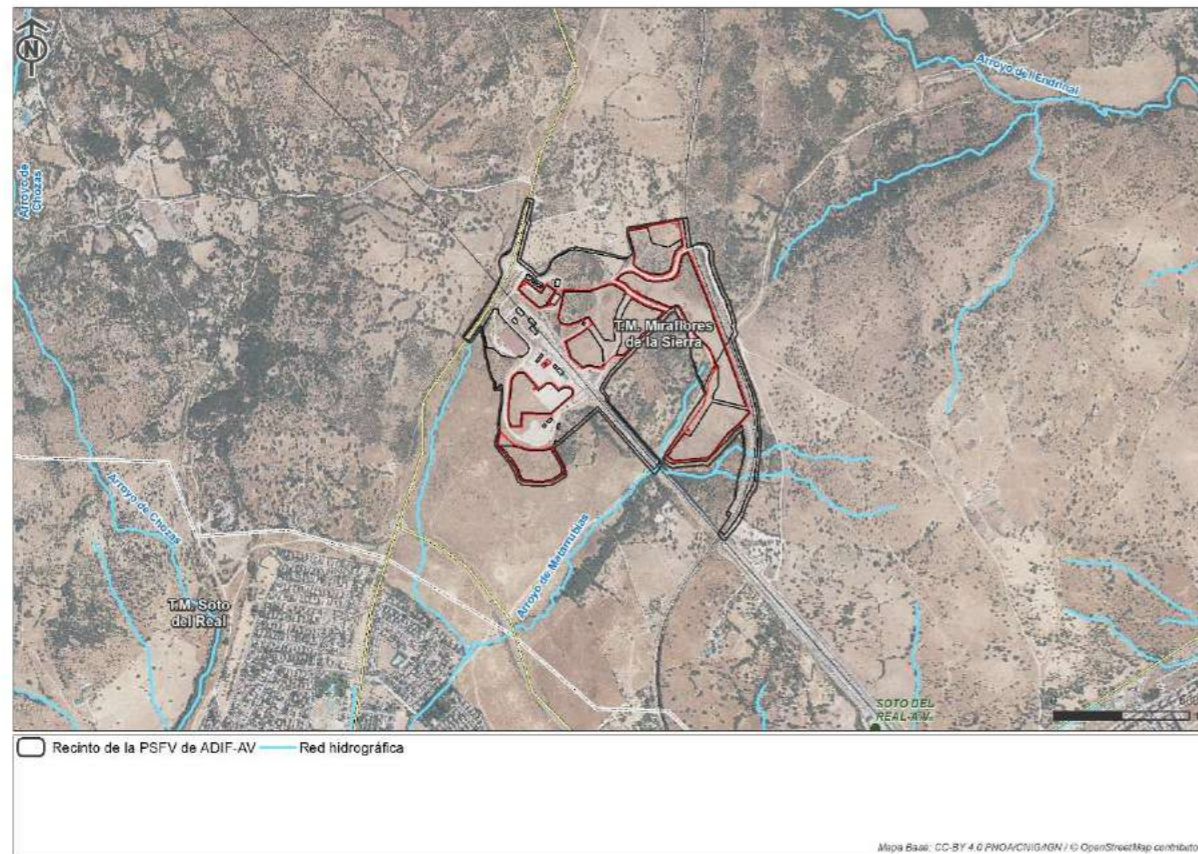 N
Arroyo del Endrinal
Arroyo de
Chozas
T.M. Miraflores
de la Sierra
Arroyo de Chozas
Arroyo de Matarrubias
T.M. Soto
del Real
SOTO DEL
REAL-A.V.
Recinto de la PSFV de ADIF-AV
Red hidrográfica
Mapa Base: CC-BY 4.0 PNOA/CNIG/IGN / © OpenStreetMap contributo